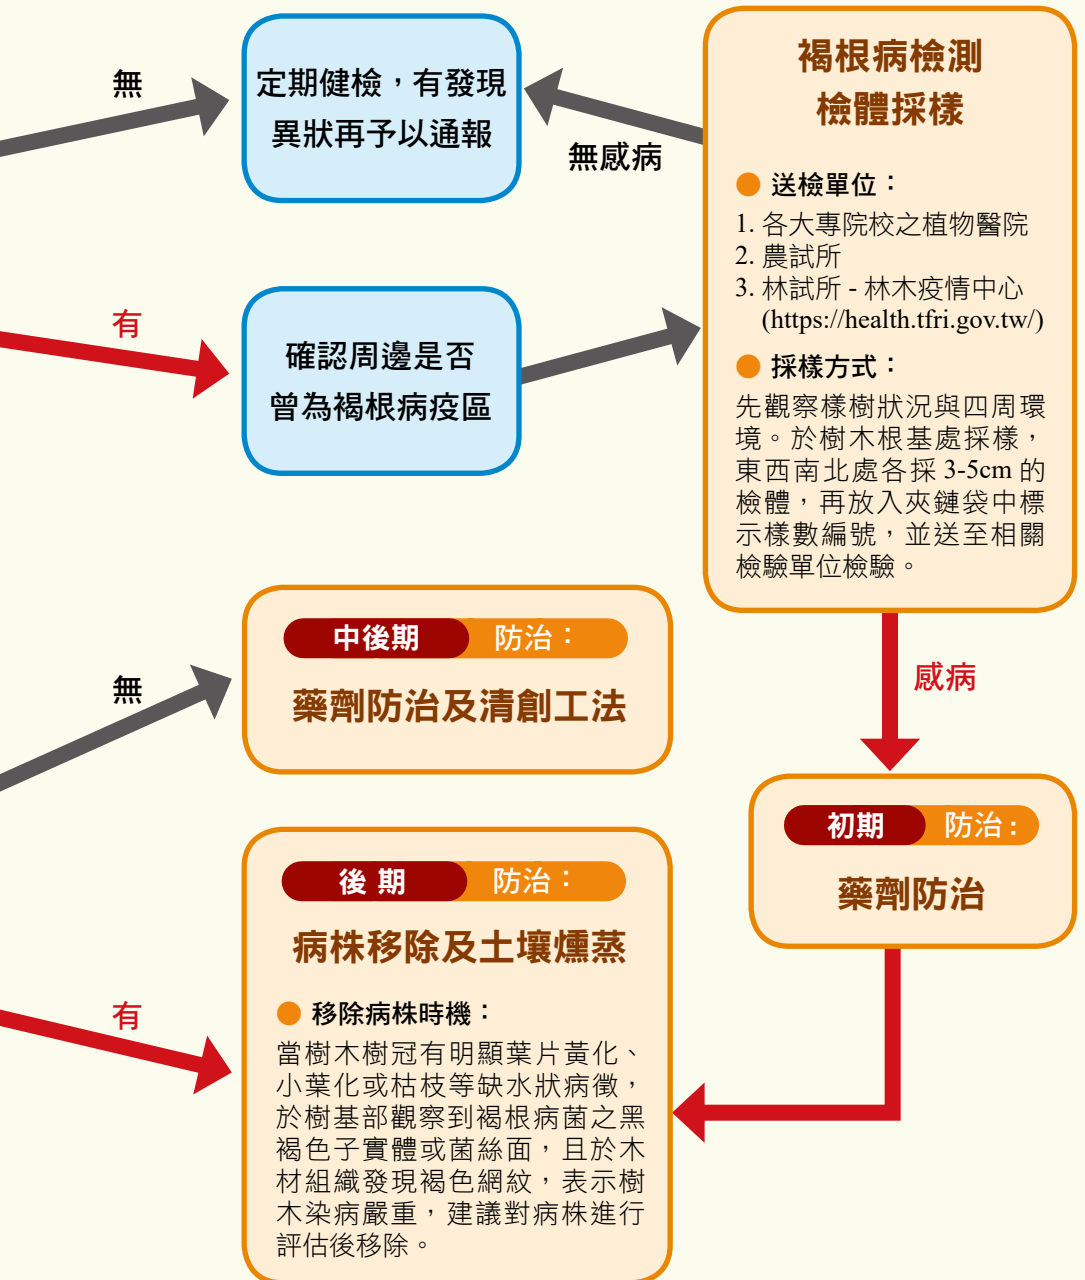 無
定期健檢，有發現
異狀再予以通報
無感病
褐根病檢測
檢體採樣
● 送檢單位：
1. 各大專院校之植物醫院
2. 農試所
3. 林試所 - 林木疫情中心
(https://health.tfri.gov.tw/)
● 採樣方式：
先觀察樣樹狀況與四周環
境。於樹木根基處採樣，
東西南北處各採 3-5cm 的
檢體，再放入夾鏈袋中標
示樣數編號，並送至相關
檢驗單位檢驗。
有
確認周邊是否
曾為褐根病疫區
感病
初期 防治：
藥劑防治
無
中後期 防治：
藥劑防治及清創工法
有
後期 防治：
病株移除及土壤燻蒸
● 移除病株時機：
當樹木樹冠有明顯葉片黃化、
小葉化或枯枝等缺水狀病徵，
於樹基部觀察到褐根病菌之黑
褐色子實體或菌絲面，且於木
材組織發現褐色網紋，表示樹
木染病嚴重，建議對病株進行
評估後移除。